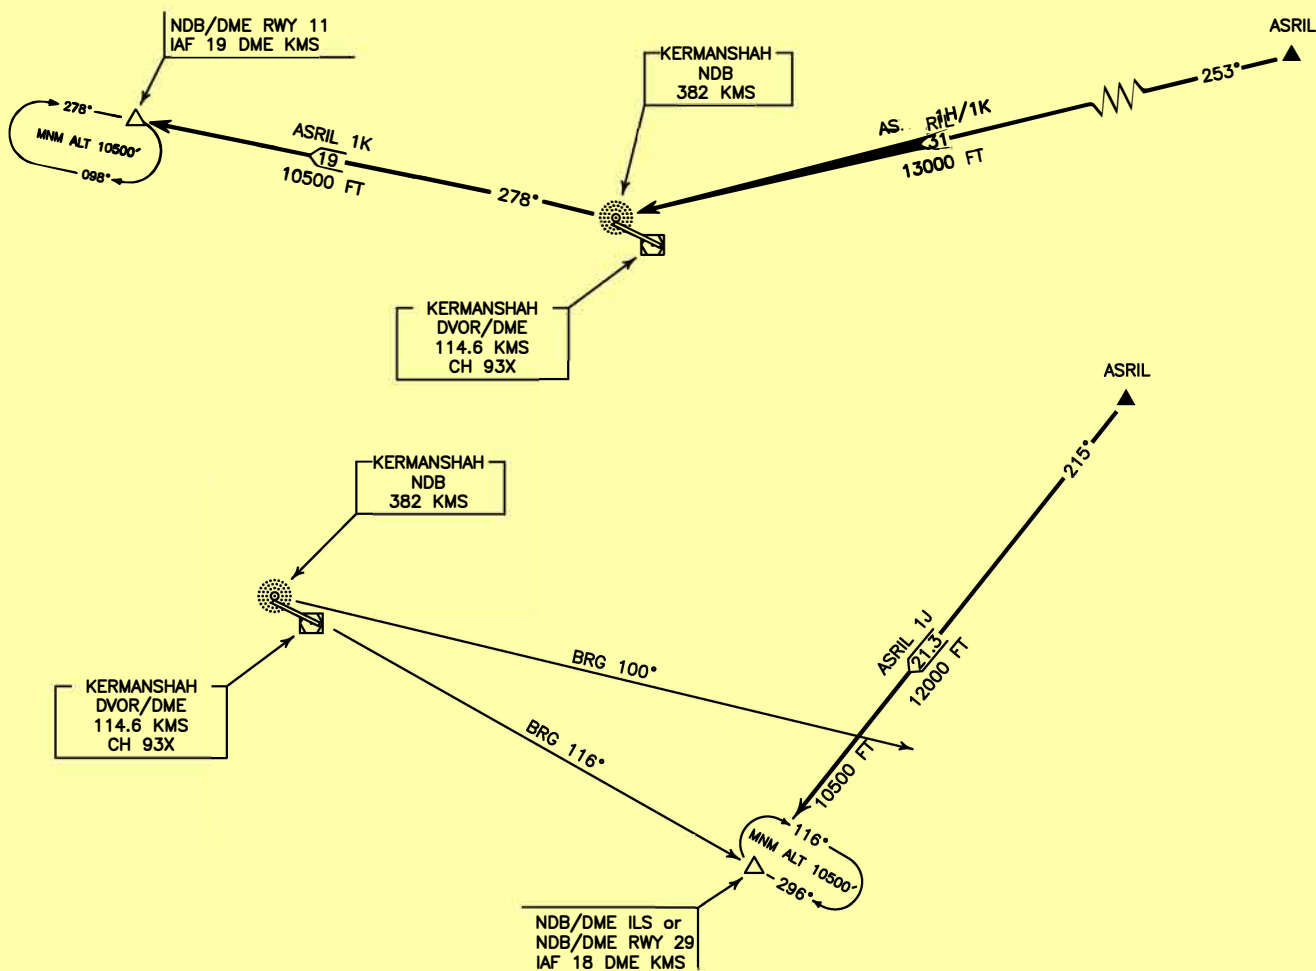 NDB/DME RWY 11
IAF 19 DME KMS
ASRIL
KERMANSHAH
NDB
382 KMS
253°
278°
MNM ALT 10500'
098°
ASRIL 1K
19
10500 FT
278°
AS. RIL 1H/1K
31
13000 FT
KERMANSHAH
DVOR/DME
114.6 KMS
CH 93X
ASRIL
KERMANSHAH
NDB
382 KMS
215°
ASRIL 1J
21.3
12000 FT
BRG 100°
KERMANSHAH
DVOR/DME
114.6 KMS
CH 93X
BRG 116°
10500 FT
116°
MNM ALT 10500'
296°
NDB/DME ILS or
NDB/DME RWY 29
IAF 18 DME KMS